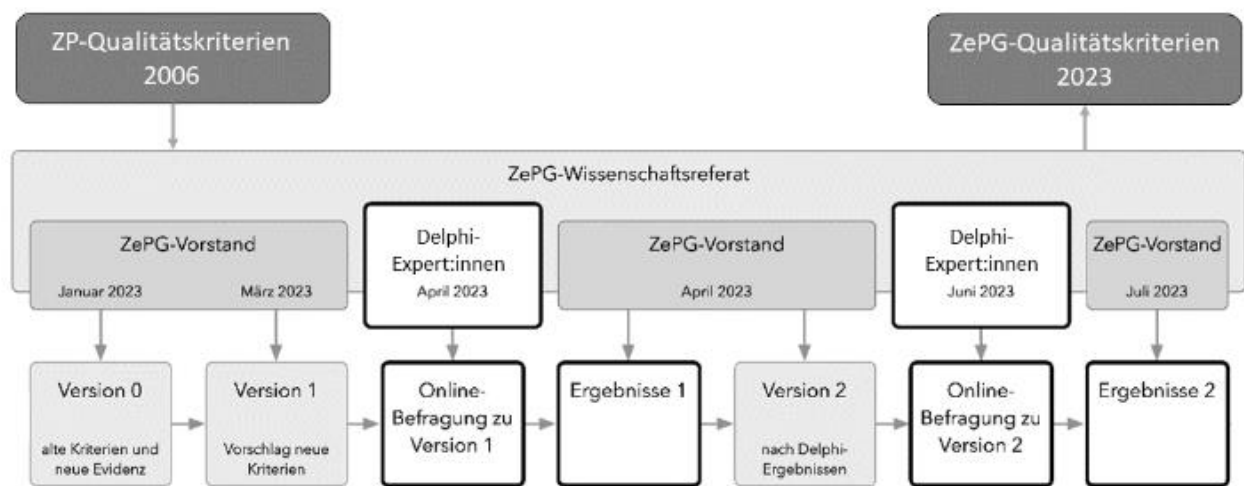 ZP-Qualitätskriterien
2006
ZePG-Qualitätskriterien
2023
ZePG-Wissenschaftsreferat
ZePG-Vorstand
Januar 2023
März 2023
Delphi-
Expert:innen
April 2023
ZePG-Vorstand
April 2023
Delphi-
Expert:innen
Juni 2023
ZePG-Vorstand
Juli 2023
Version 0
alte Kriterien und
neue Evidenz
Version 1
Vorschlag neue
Kriterien
Online-
Befragung zu
Version 1
Ergebnisse 1
Version 2
nach Delphi-
Ergebnissen
Online-
Befragung zu
Version 2
Ergebnisse 2